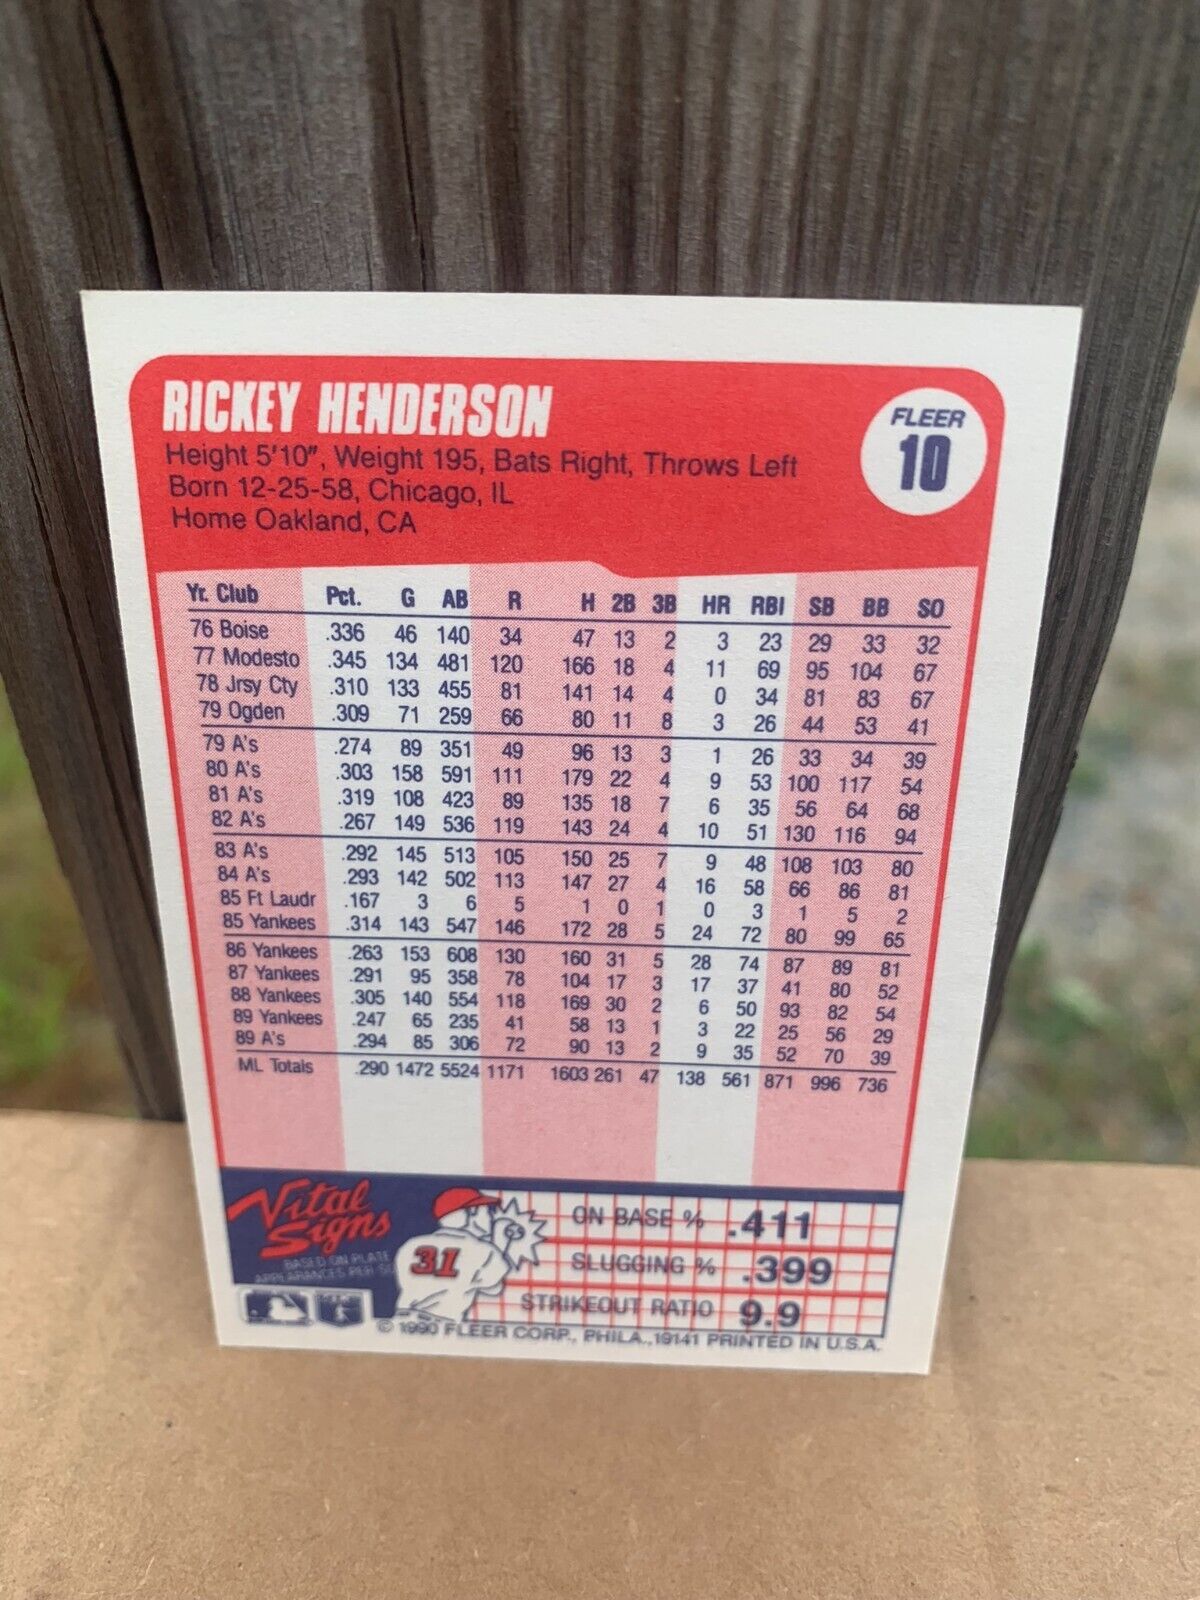 RICKEY HENDERSON
FLEER
10
Height 5'10", Weight 195, Bats Right, Throws Left
Born 12-25-58, Chicago, IL
Home Oakland, CA
Yr. Club Pct. G AB R H 2B 3B HR RBI SB BB SO
76 Boise .336 46 140 34 47 13 2 3 23 29 33 32
77 Modesto .345 134 481 120 166 18 4 11 69 95 104 67
78 Jrsy Cty .310 133 455 81 141 14 4 0 34 81 83 67
79 Ogden .309 71 259 66 80 11 8 3 26 44 53 41
79 A's .274 89 351 49 96 13 3 1 26 33 34 39
80 A's .303 158 591 111 179 22 4 9 53 100 117 54
81 A's .319 108 423 89 135 18 7 6 35 56 64 68
82 A's .267 149 536 119 143 24 4 10 51 130 116 94
83 A's .292 145 513 105 150 25 7 9 48 108 103 80
84 A's .293 142 502 113 147 27 4 16 58 66 86 81
85 Ft Laudr .167 3 6 5 1 0 1 0 3 1 5 2
85 Yankees .314 143 547 146 172 28 5 24 72 80 99 65
86 Yankees .263 153 608 130 160 31 5 28 74 87 89 81
87 Yankees .291 95 358 78 104 17 3 17 37 41 80 52
88 Yankees .305 140 554 118 169 30 2 6 50 93 82 54
89 Yankees .247 65 235 41 58 13 1 3 22 25 56 29
89 A's .294 85 306 72 90 13 2 9 35 52 70 39
ML Totals .290 1472 5524 1171 1603 261 47 138 561 871 996 736
Vital
Signs
BASED ON PLATE
APPEARANCES PER
31
ON BASE % .411
SLUGGING % .399
STRIKEOUT RATIO 9.9
© 1990 FLEER CORP., PHILA., 19141 PRINTED IN U.S.A.